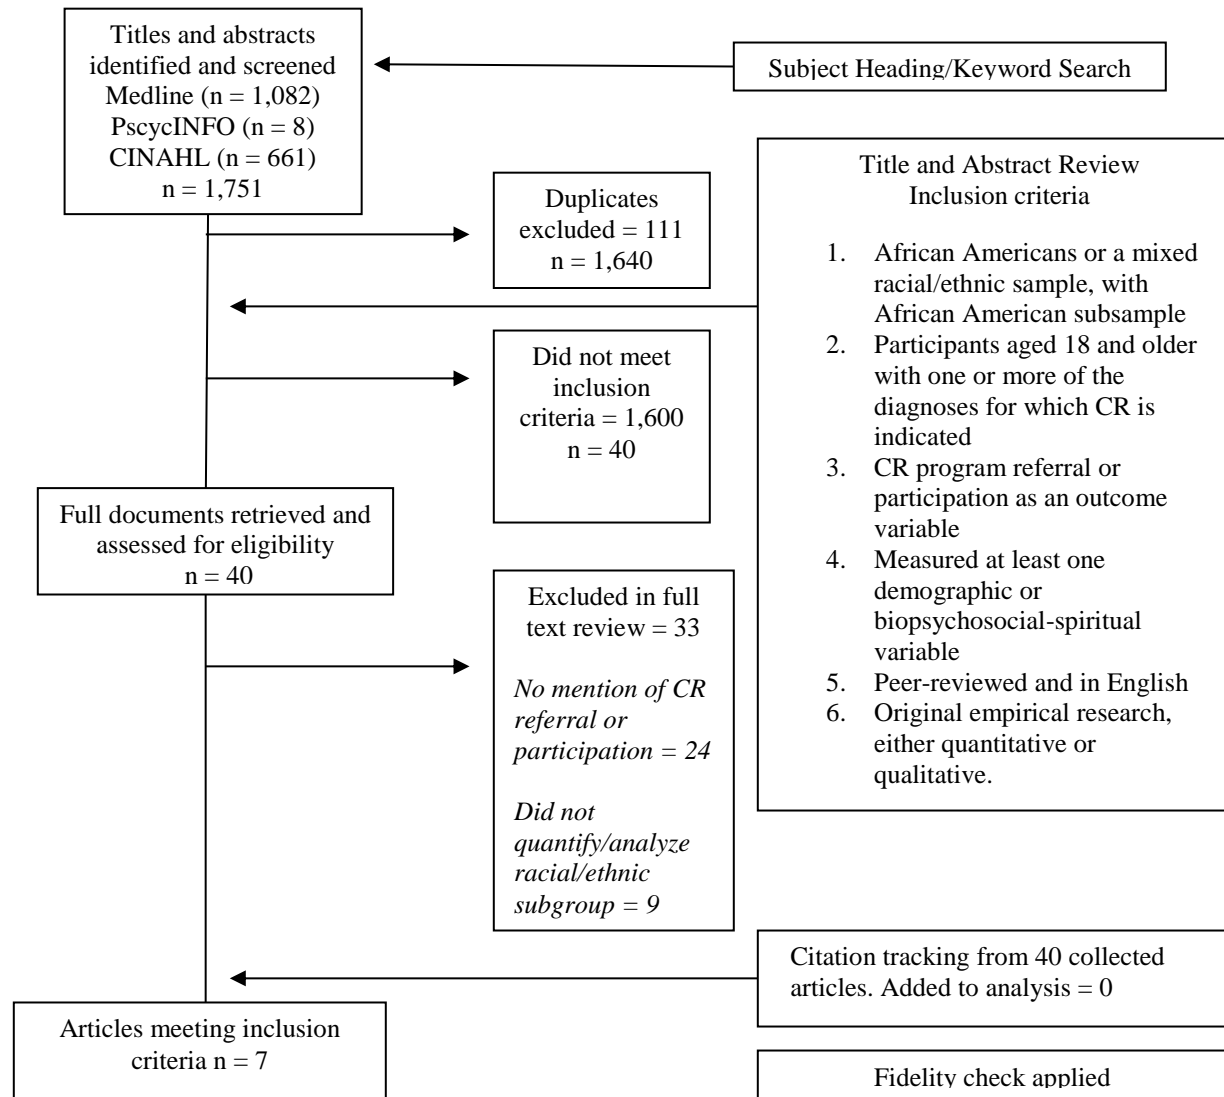 Titles and abstracts
identified and screened
Medline (n = 1,082)
PscycINFO (n = 8)
CINAHL (n = 661)
n = 1,751
Subject Heading/Keyword Search
Duplicates
excluded = 111
n = 1,640
Title and Abstract Review
Inclusion criteria
1. African Americans or a mixed
racial/ethnic sample, with
African American subsample
2. Participants aged 18 and older
with one or more of the
diagnoses for which CR is
indicated
3. CR program referral or
participation as an outcome
variable
4. Measured at least one
demographic or
biopsychosocial-spiritual
variable
5. Peer-reviewed and in English
6. Original empirical research,
either quantitative or
qualitative.
Did not meet
inclusion
criteria = 1,600
n = 40
Full documents retrieved and
assessed for eligibility
n = 40
Excluded in full
text review = 33
No mention of CR
referral or
participation = 24
Did not
quantify/analyze
racial/ethnic
subgroup = 9
Citation tracking from 40 collected
articles. Added to analysis = 0
Articles meeting inclusion
criteria n = 7
Fidelity check applied